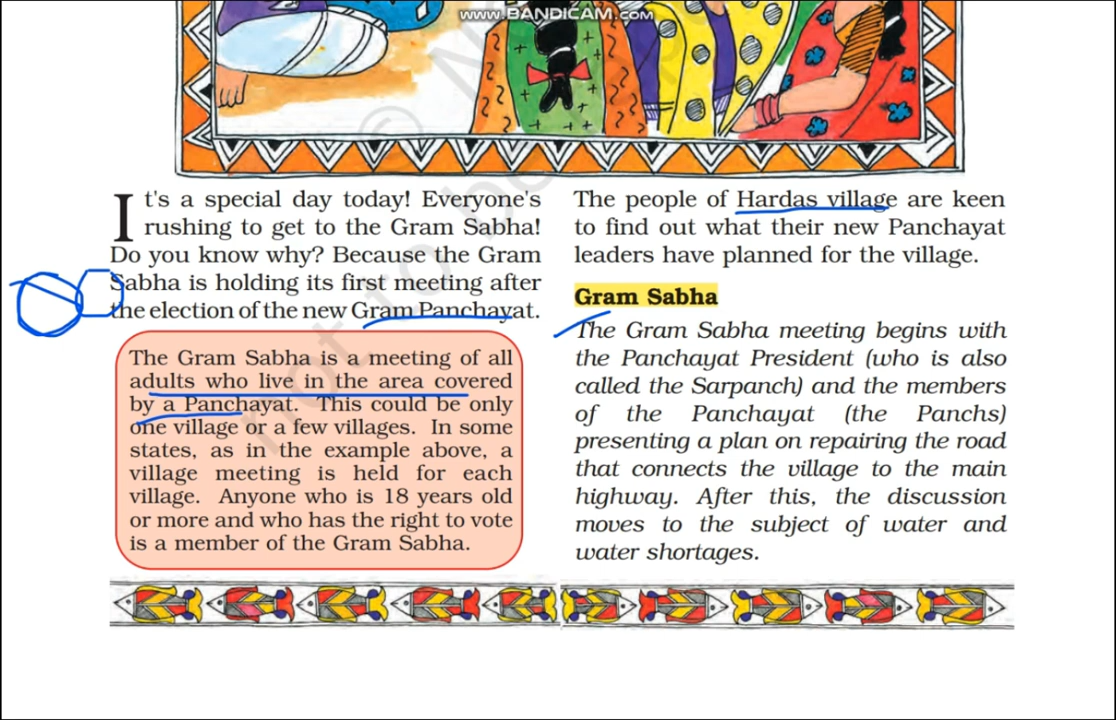 www.BANDICAM.com
It's a special day today! Everyone's
rushing to get to the Gram Sabha!
Do you know why? Because the Gram
Sabha is holding its first meeting after
the election of the new Gram Panchayat.
The Gram Sabha is a meeting of all
adults who live in the area covered
by a Panchayat. This could be only
one village or a few villages. In some
states, as in the example above, a
village meeting is held for each
village. Anyone who is 18 years old
or more and who has the right to vote
is a member of the Gram Sabha.
The people of Hardas village are keen
to find out what their new Panchayat
leaders have planned for the village.
Gram Sabha
The Gram Sabha meeting begins with
the Panchayat President (who is also
called the Sarpanch) and the members
of the Panchayat (the Panchs)
presenting a plan on repairing the road
that connects the village to the main
highway. After this, the discussion
moves to the subject of water and
water shortages.
not to be